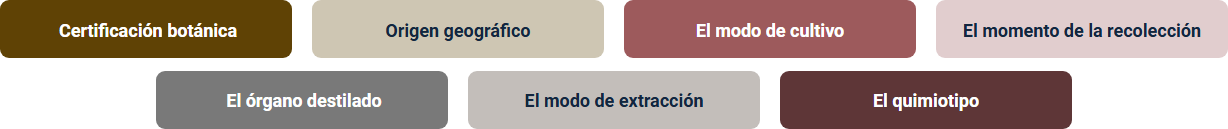 Certificación botánica
Origen geográfico
El modo de cultivo
El momento de la recolección
El órgano destilado
El modo de extracción
El quimiotipo